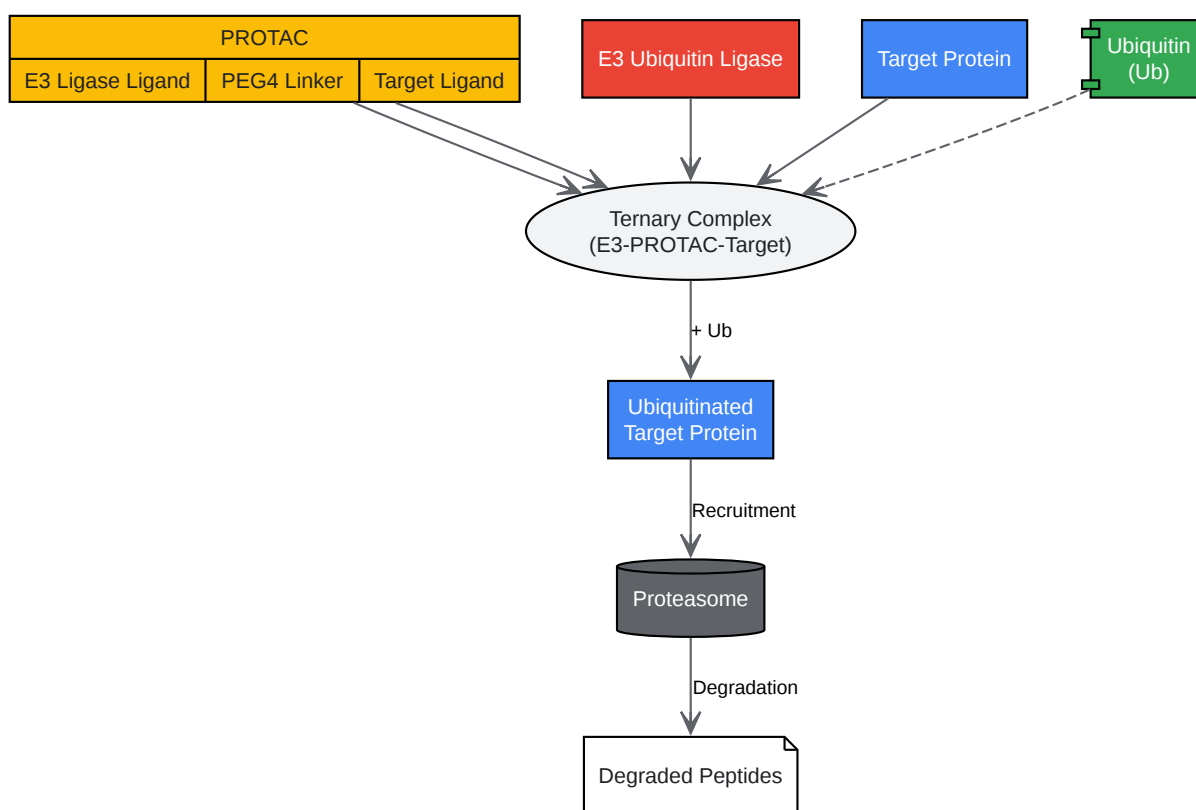 PROTAC
E3 Ligase Ligand
PEG4 Linker
Target Ligand
E3 Ubiquitin Ligase
Target Protein
Ubiquitin
(Ub)
Ternary Complex
(E3-PROTAC-Target)
+ Ub
Ubiquitinated
Target Protein
Recruitment
Proteasome
Degradation
Degraded Peptides